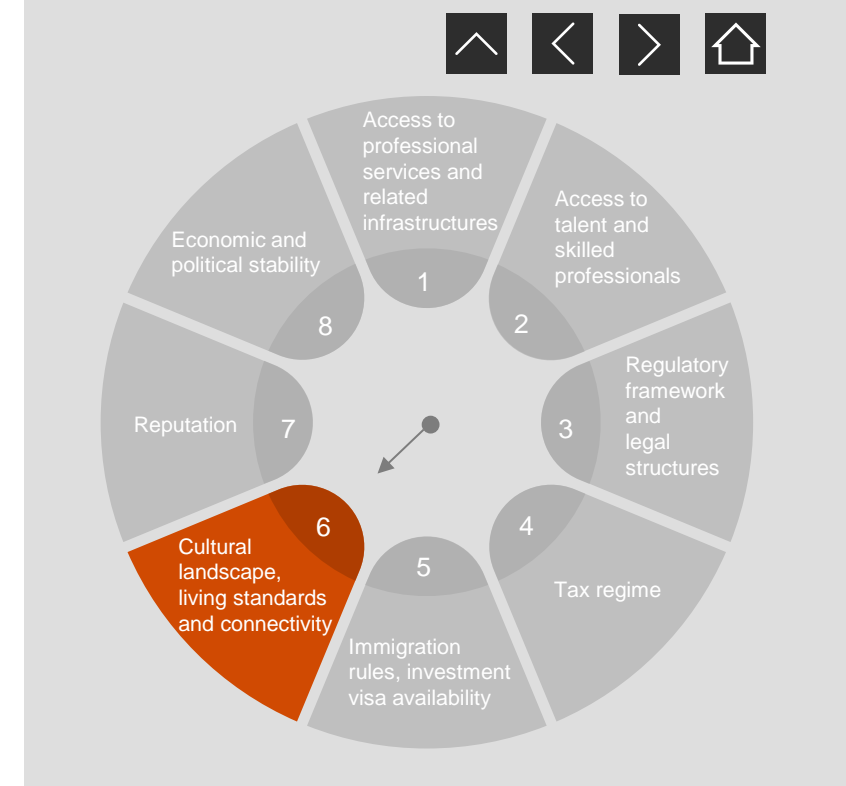 Access to
professional
services and
related
infrastructures
1
Access to
talent and
skilled
professionals
2
Regulatory
framework
and
legal
structures
3
4
Tax regime
5
Immigration
rules, investment
visa availability
6
Cultural
landscape,
living standards
and connectivity
Reputation
7
Economic and
political stability
8